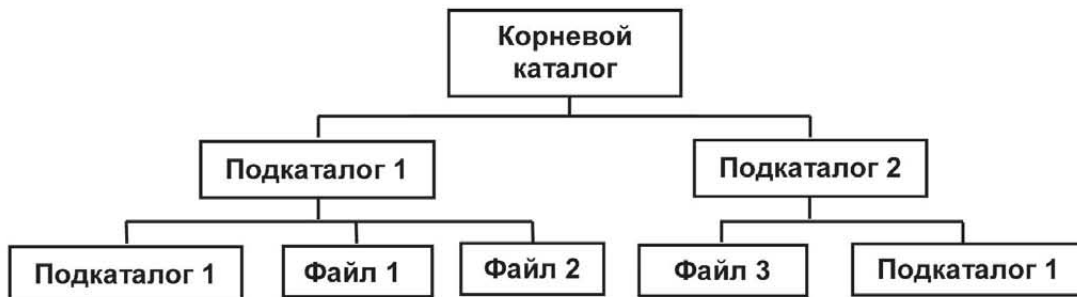 Корневой
каталог
Подкаталог 1
Подкаталог 2
Подкаталог 1
Файл 1
Файл 2
Файл 3
Подкаталог 1